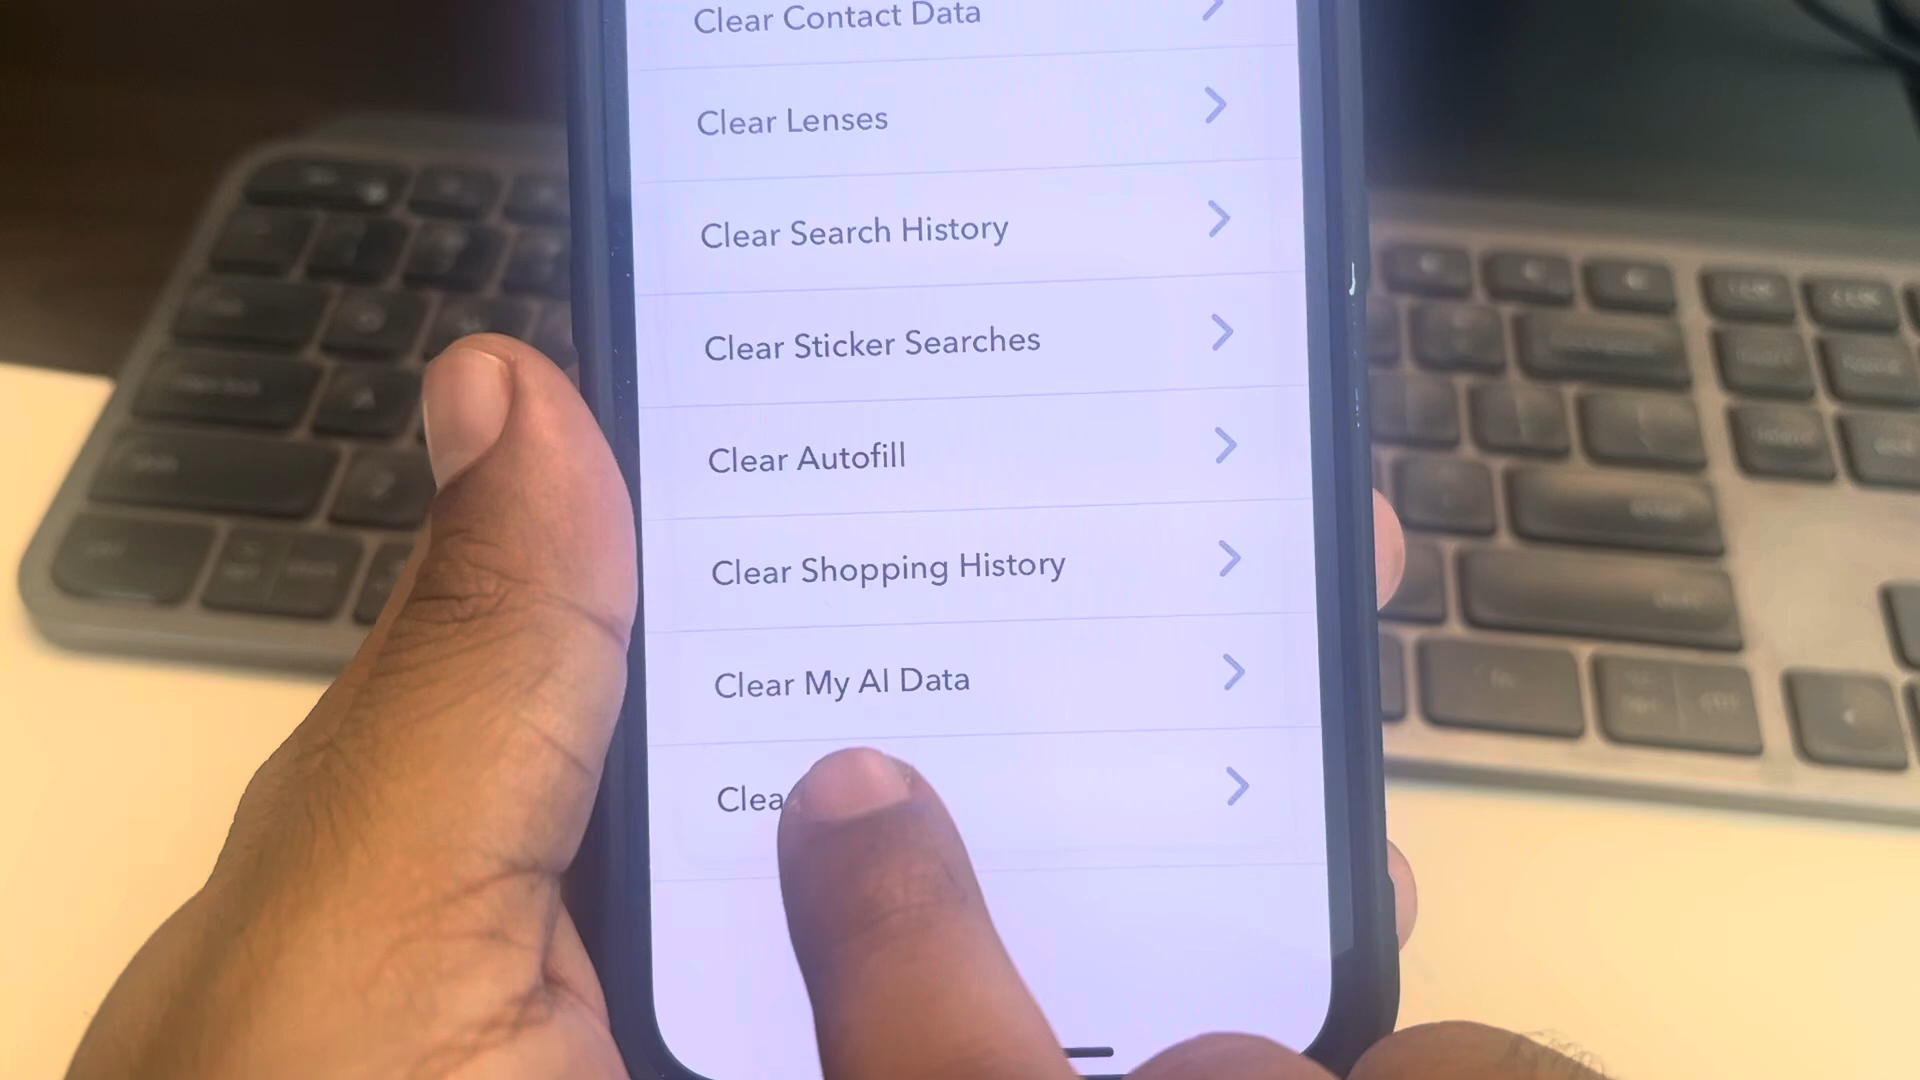 Clear Contact Data
Clear Lenses
Clear Search History
Clear Sticker Searches
Clear Autofill
Clear Shopping History
Clear My AI Data